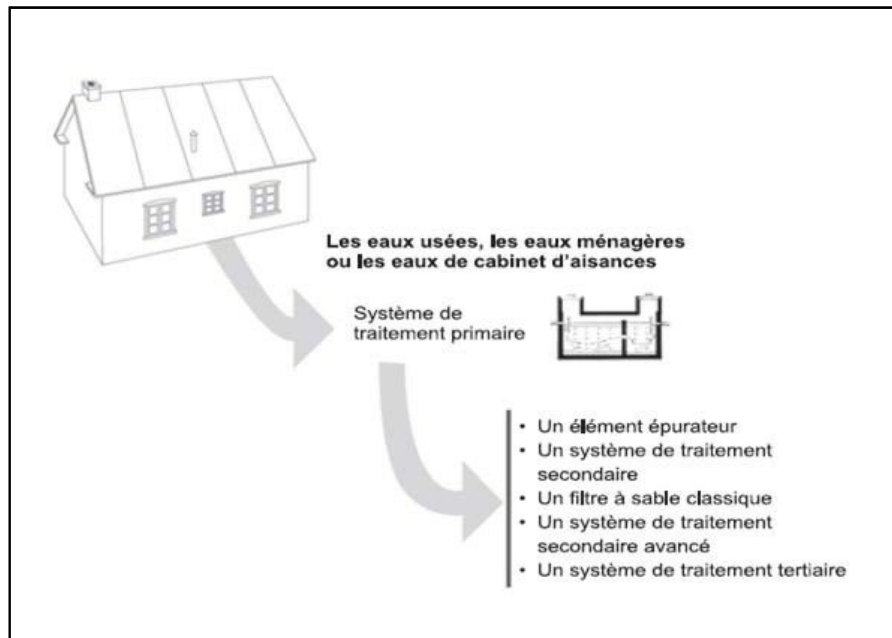 Les eaux usées, les eaux ménagères
ou les eaux de cabinet d'aisances
Système de
traitement primaire
• Un élément épurateur
• Un système de traitement
secondaire
• Un filtre à sable classique
• Un système de traitement
secondaire avancé
• Un système de traitement tertiaire